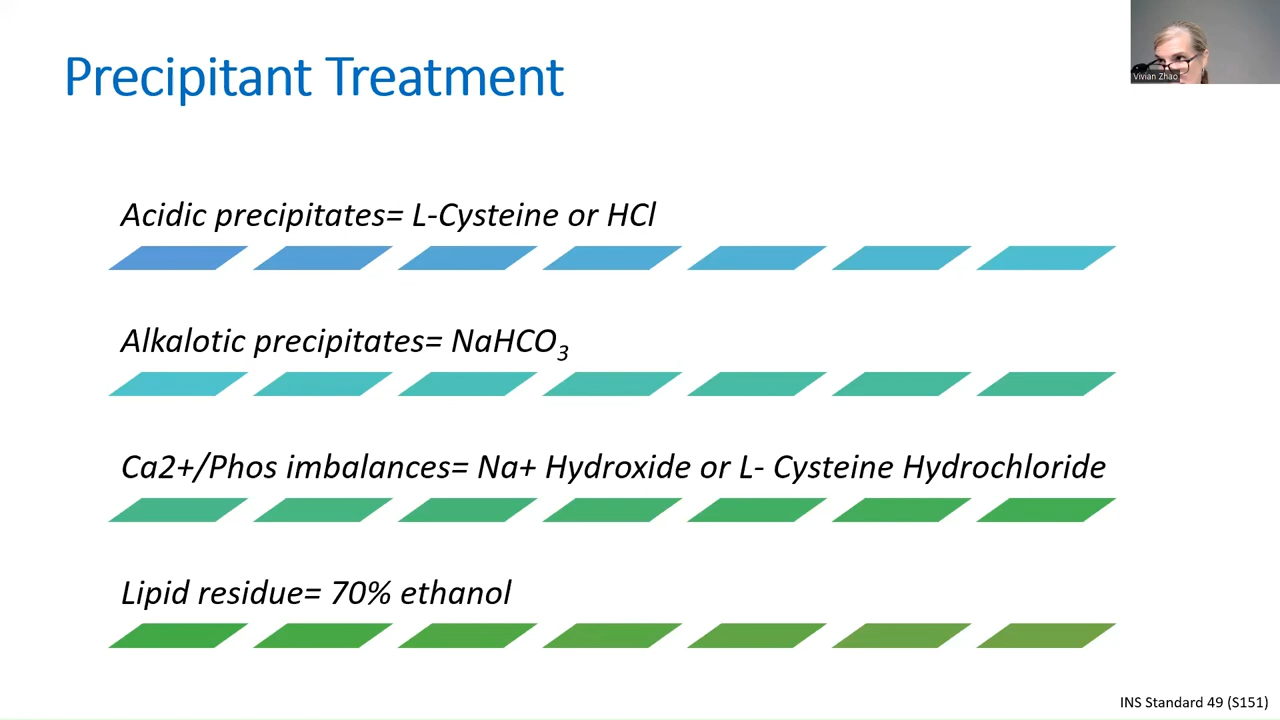 Precipitant Treatment
Vivian Zhao
Acidic precipitates= L-Cysteine or HCl
Alkalotic precipitates= NaHCO₃
Ca2+/Phos imbalances= Na+ Hydroxide or L- Cysteine Hydrochloride
Lipid residue= 70% ethanol
INS Standard 49 (S151)